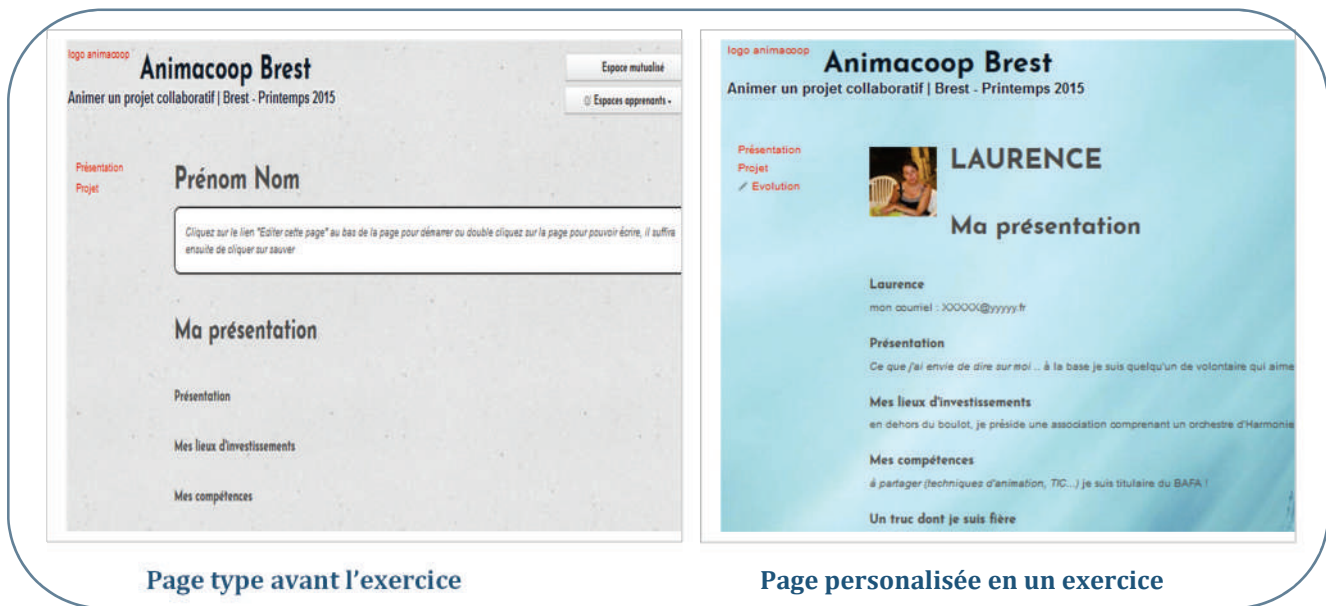 logo animacoop
Animacoop Brest
Animer un projet collaboratif | Brest - Printemps 2015
Espace mutualisé
Espaces apprenants
Présentation
Projet
Prénom Nom
Cliquez sur le lien "Editer cette page" au bas de la page pour démarrer ou double cliquez sur la page pour pouvoir écrire, il suffira
ensuite de cliquer sur sauver
Ma présentation
Présentation
Mes lieux d'investissements
Mes compétences
Page type avant l’exercice
logo animacoop
Animacoop Brest
Animer un projet collaboratif | Brest - Printemps 2015
Présentation
Projet
Evolution
LAURENCE
Ma présentation
Laurence
mon courriel : XXXXX@yyyyy.fr
Présentation
Ce que j'ai envie de dire sur moi .. à la base je suis quelqu'un de volontaire qui aime
Mes lieux d'investissements
en dehors du boulot, je préside une association comprenant un orchestre d'Harmonie
Mes compétences
à partager (techniques d'animation, TIC...) je suis titulaire du BAFA !
Un truc dont je suis fière
Page personalisée en un exercice